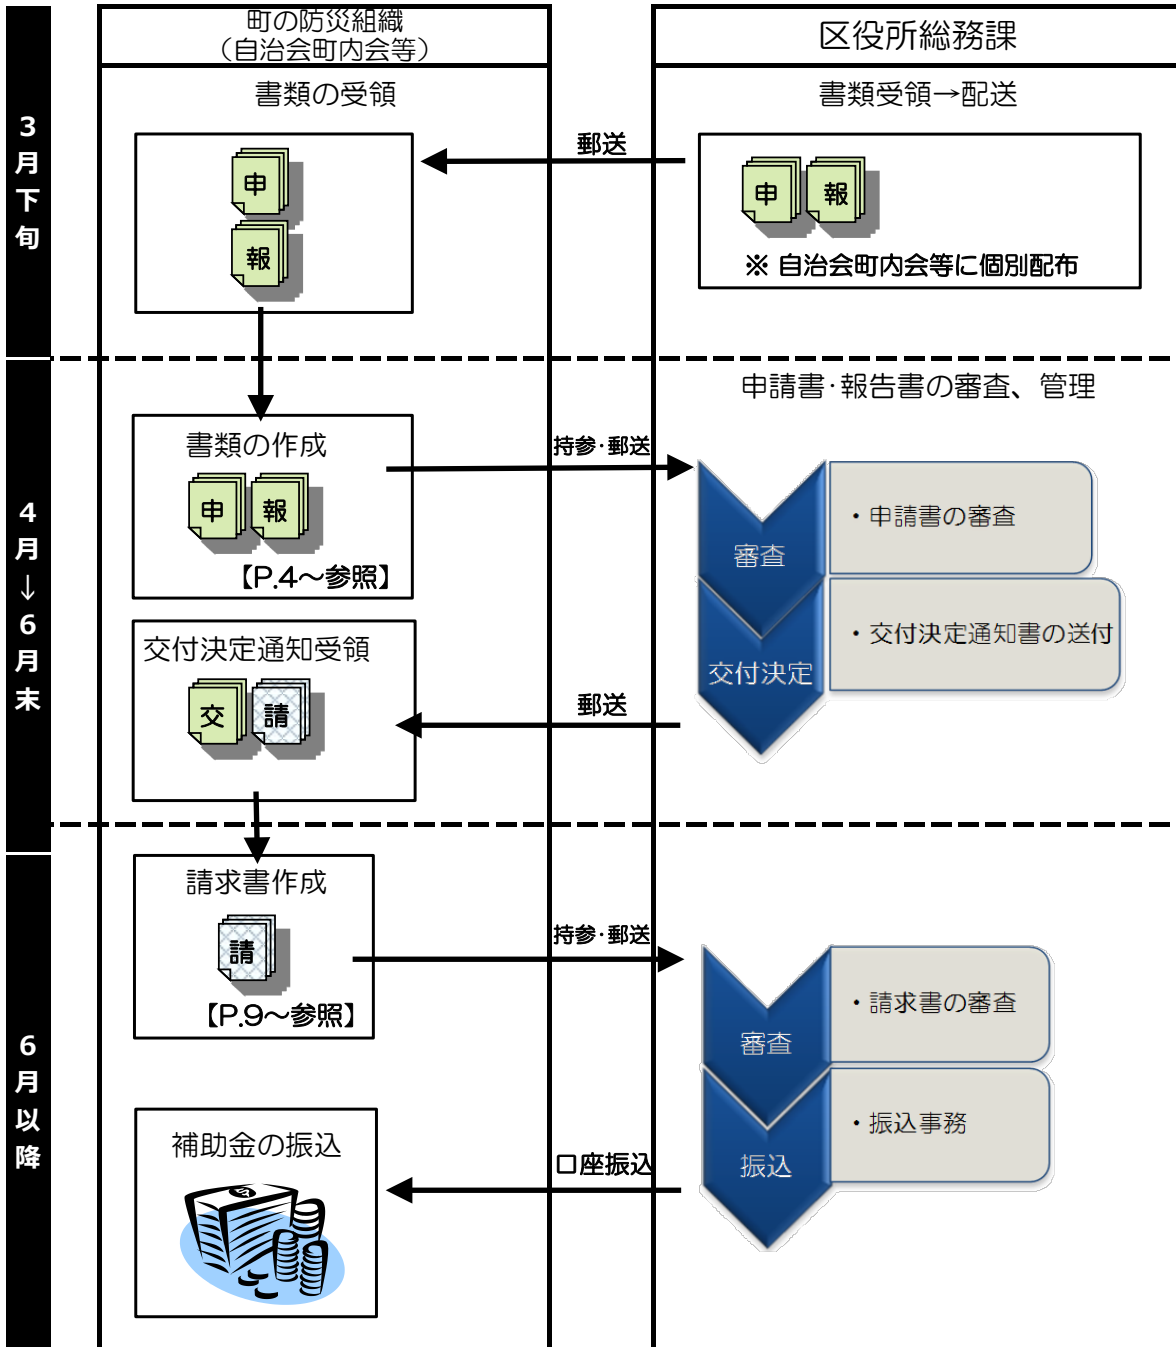 町の防災組織
（自治会町内会等）
区役所総務課
3月下旬
書類の受領
申
報
郵送
書類受領→配送
申 報
※ 自治会町内会等に個別配布
4月↓6月末
書類の作成
申 報
【P.4～参照】
持参・郵送
申請書・報告書の審査、管理
審査
・申請書の審査
交付決定
・交付決定通知書の送付
郵送
交付決定通知受領
交 請
6月以降
請求書作成
請
【P.9～参照】
持参・郵送
審査
・請求書の審査
振込
・振込事務
口座振込
補助金の振込